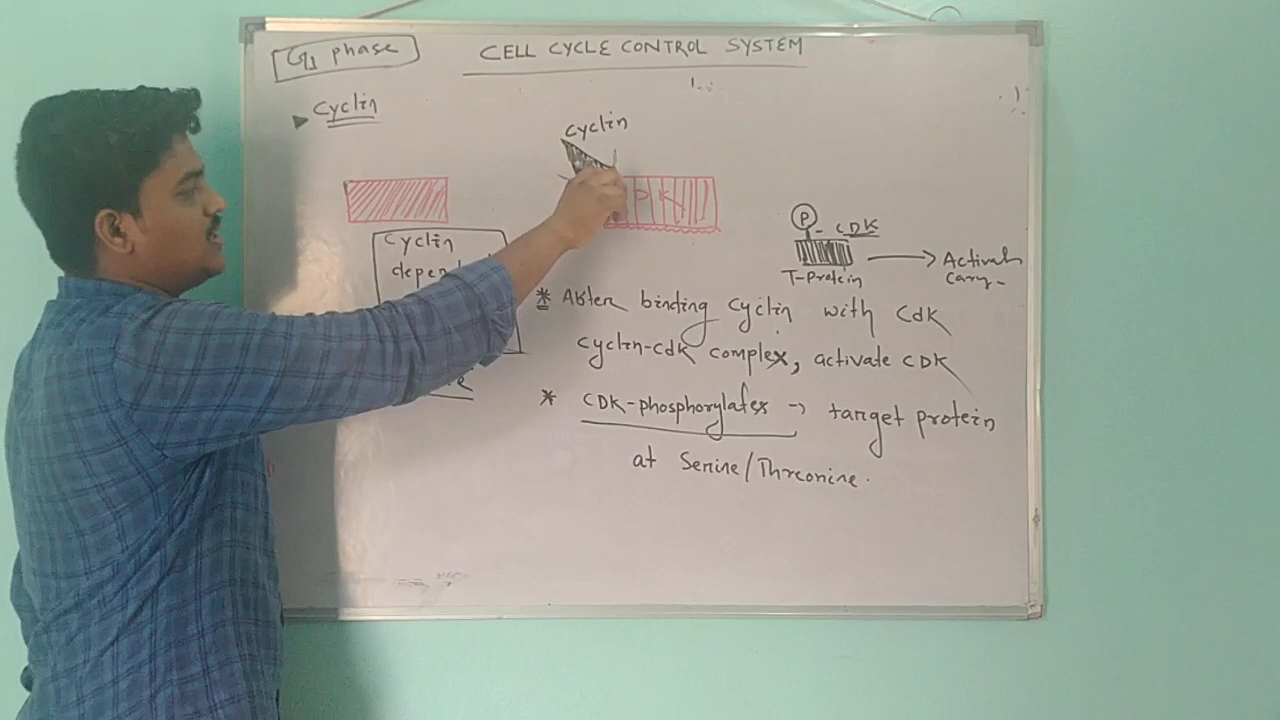 G1 phase
CELL CYCLE CONTROL SYSTEM
Cyclin
Cyclin
DK
P
CDK
T-Protein
Cyclin
* After binding cyclin with Cdk
cyclin-cdk complex, activate CDK
* CDK-phosphorylates → target protein
at Serine/Threonine.